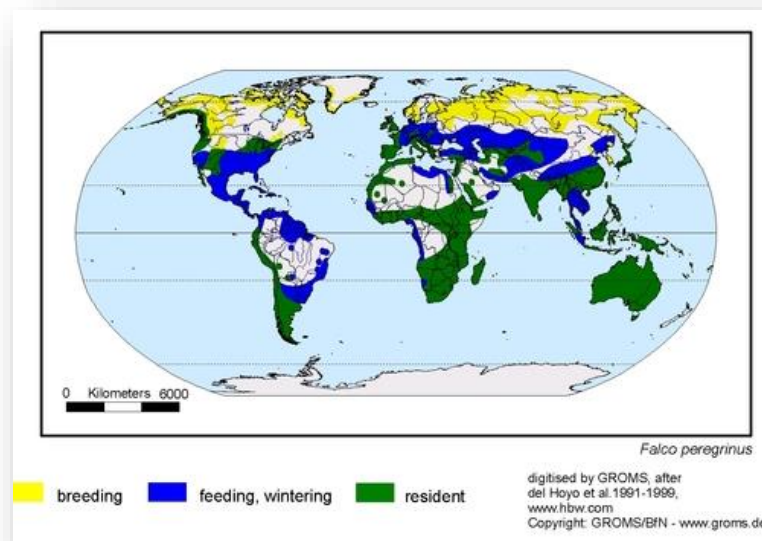 0 Kilometers 6000
Falco peregrinus
breeding
feeding, wintering
resident
digitised by GROMS, after
del Hoyo et al.1991-1999,
www.hbw.com
Copyright: GROMS/BfN - www.groms.de